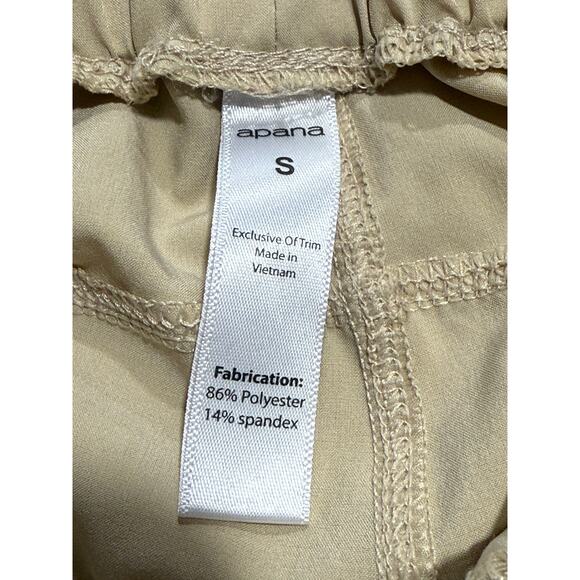 apana
S
Exclusive Of Trim
Made in
Vietnam
Fabrication:
86% Polyester
14% spandex